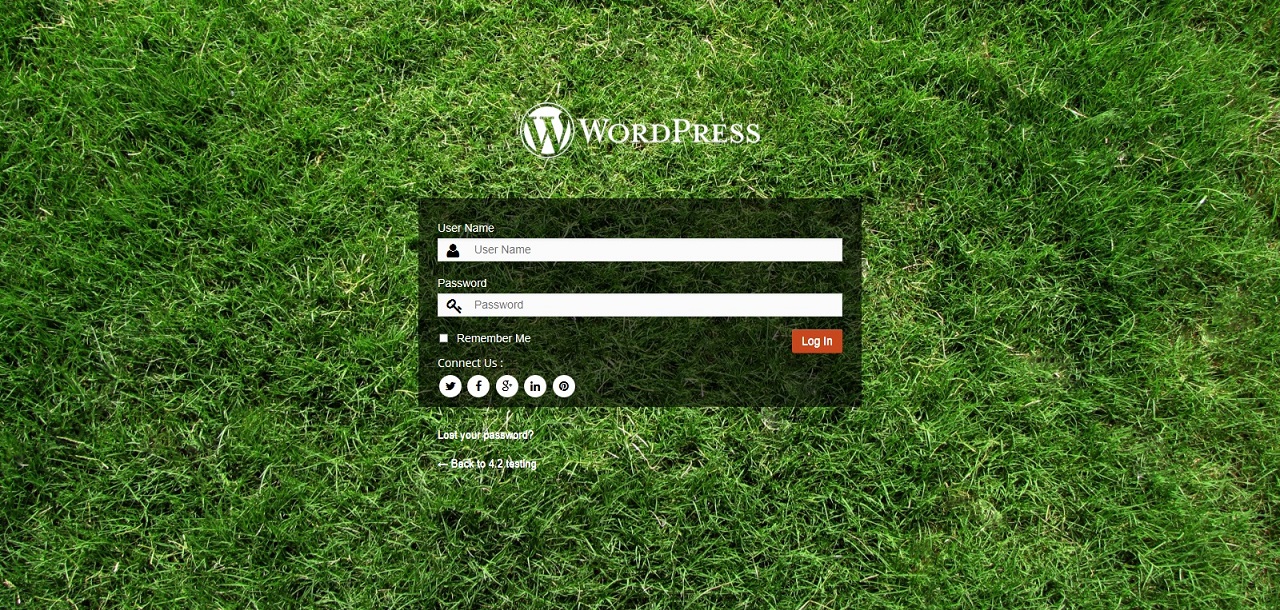 WORDPRESS
User Name
User Name
Password
Password
Remember Me
Log In
Connect Us :
Lost your password?
← Back to 4.2 testing